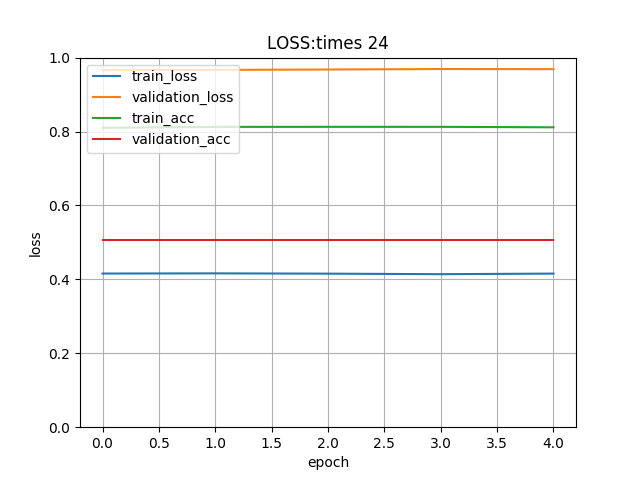 LOSS:times 24
1.0
0.8
0.6
0.4
0.2
0.0
loss
train_loss
validation_loss
train_acc
validation_acc
0.0 0.5 1.0 1.5 2.0 2.5 3.0 3.5 4.0
epoch